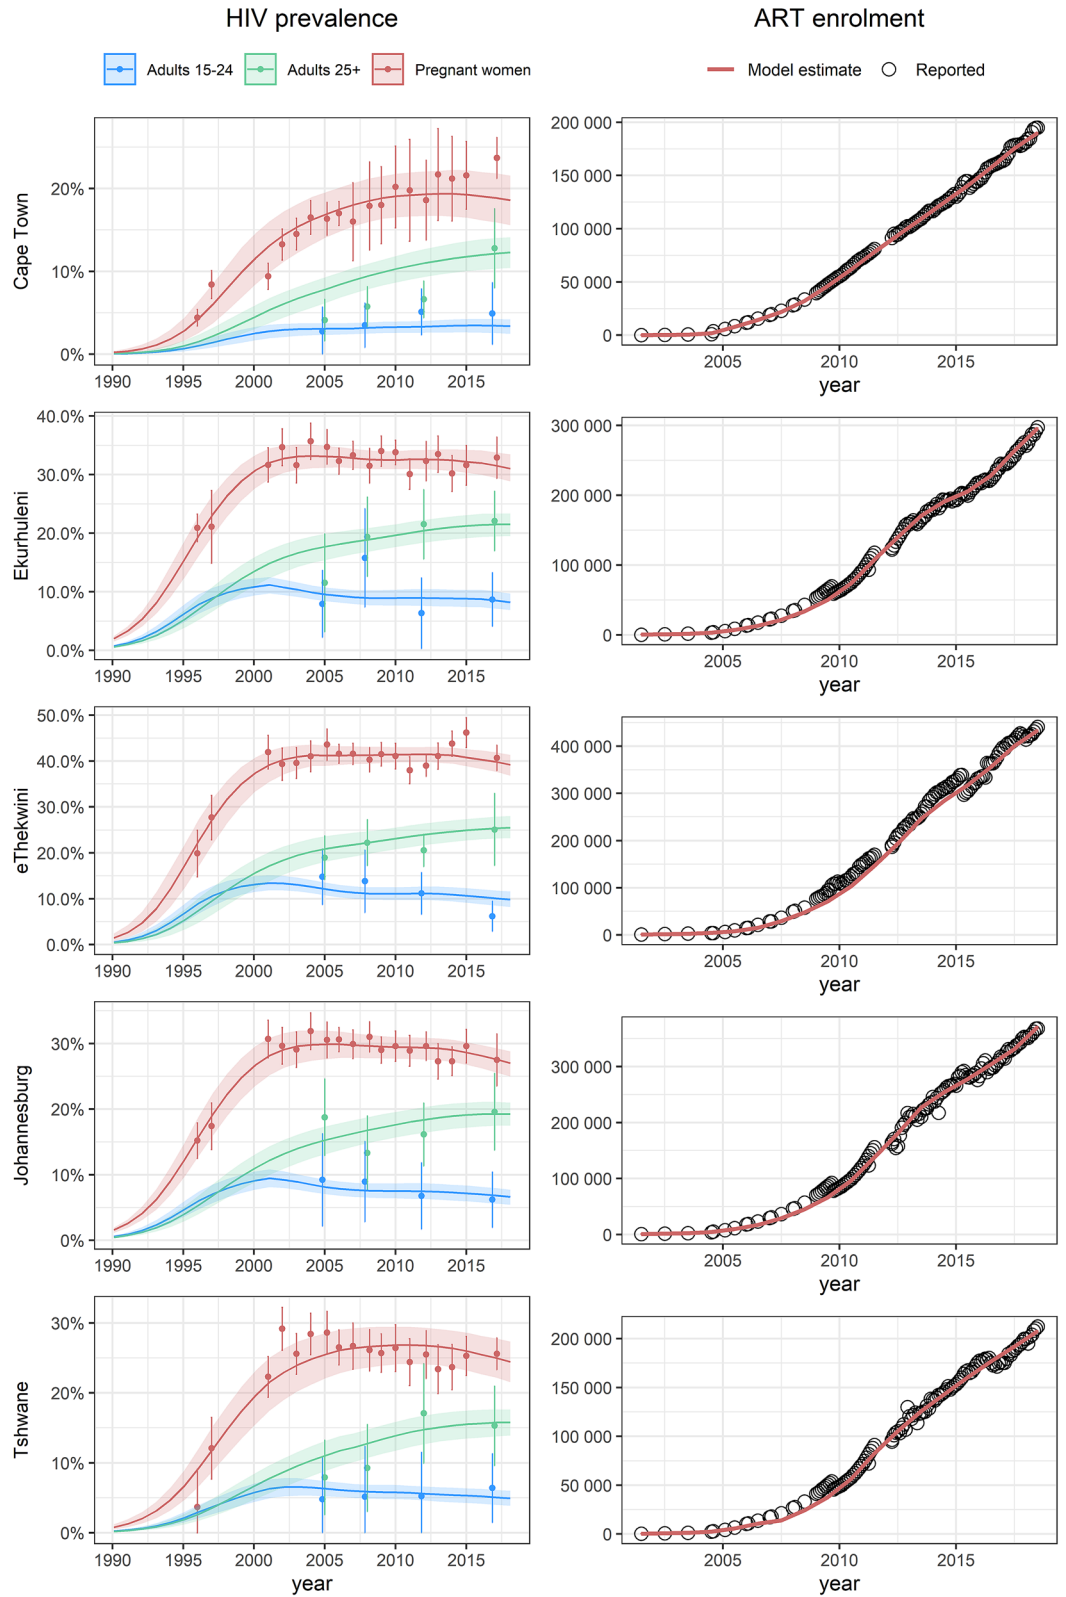 HIV prevalence ART enrolment
Adults 15-24 Adults 25+ Pregnant women Model estimate Reported
Cape Town
20%
10%
0%
1990 1995 2000 2005 2010 2015
200 000
150 000
100 000
50 000
0
2005 2010 2015
year
Ekurhuleni
40.0%
30.0%
20.0%
10.0%
0.0%
1990 1995 2000 2005 2010 2015
300 000
200 000
100 000
0
2005 2010 2015
year
eThekwini
50.0%
40.0%
30.0%
20.0%
10.0%
0.0%
1990 1995 2000 2005 2010 2015
400 000
300 000
200 000
100 000
0
2005 2010 2015
year
Johannesburg
30%
20%
10%
0%
1990 1995 2000 2005 2010 2015
300 000
200 000
100 000
0
2005 2010 2015
year
Tshwane
30%
20%
10%
0%
1990 1995 2000 2005 2010 2015
year
200 000
150 000
100 000
50 000
0
2005 2010 2015
year